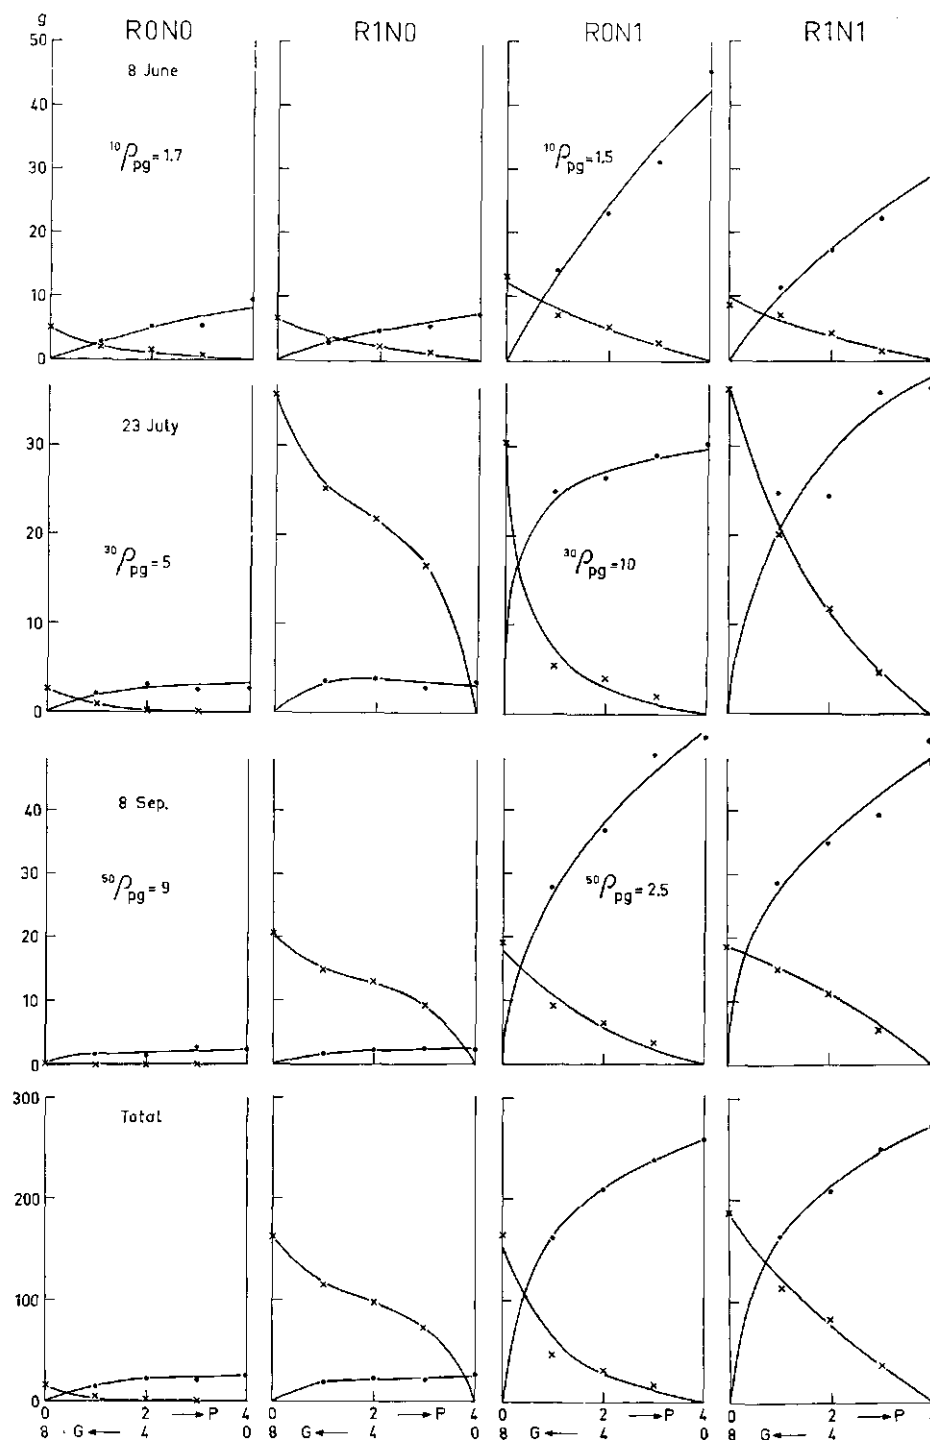 g
R0N0 R1N0 R0N1 R1N1
50
8 June
40
¹⁰ρpg = 1.7 ¹⁰ρpg = 1.5
30
20
10
0
23 July
30
³⁰ρpg = 5 ³⁰ρpg = 10
20
10
0
8 Sep.
40
⁵⁰ρpg = 9 ⁵⁰ρpg = 2.5
30
20
10
0
300
Total
200
100
0
0 2 → P 4 0 2 → P 4 0 2 → P 4 0 2 → P 4
8 G ← 4 0 8 G ← 4 0 8 G ← 4 0 8 G ← 4 0